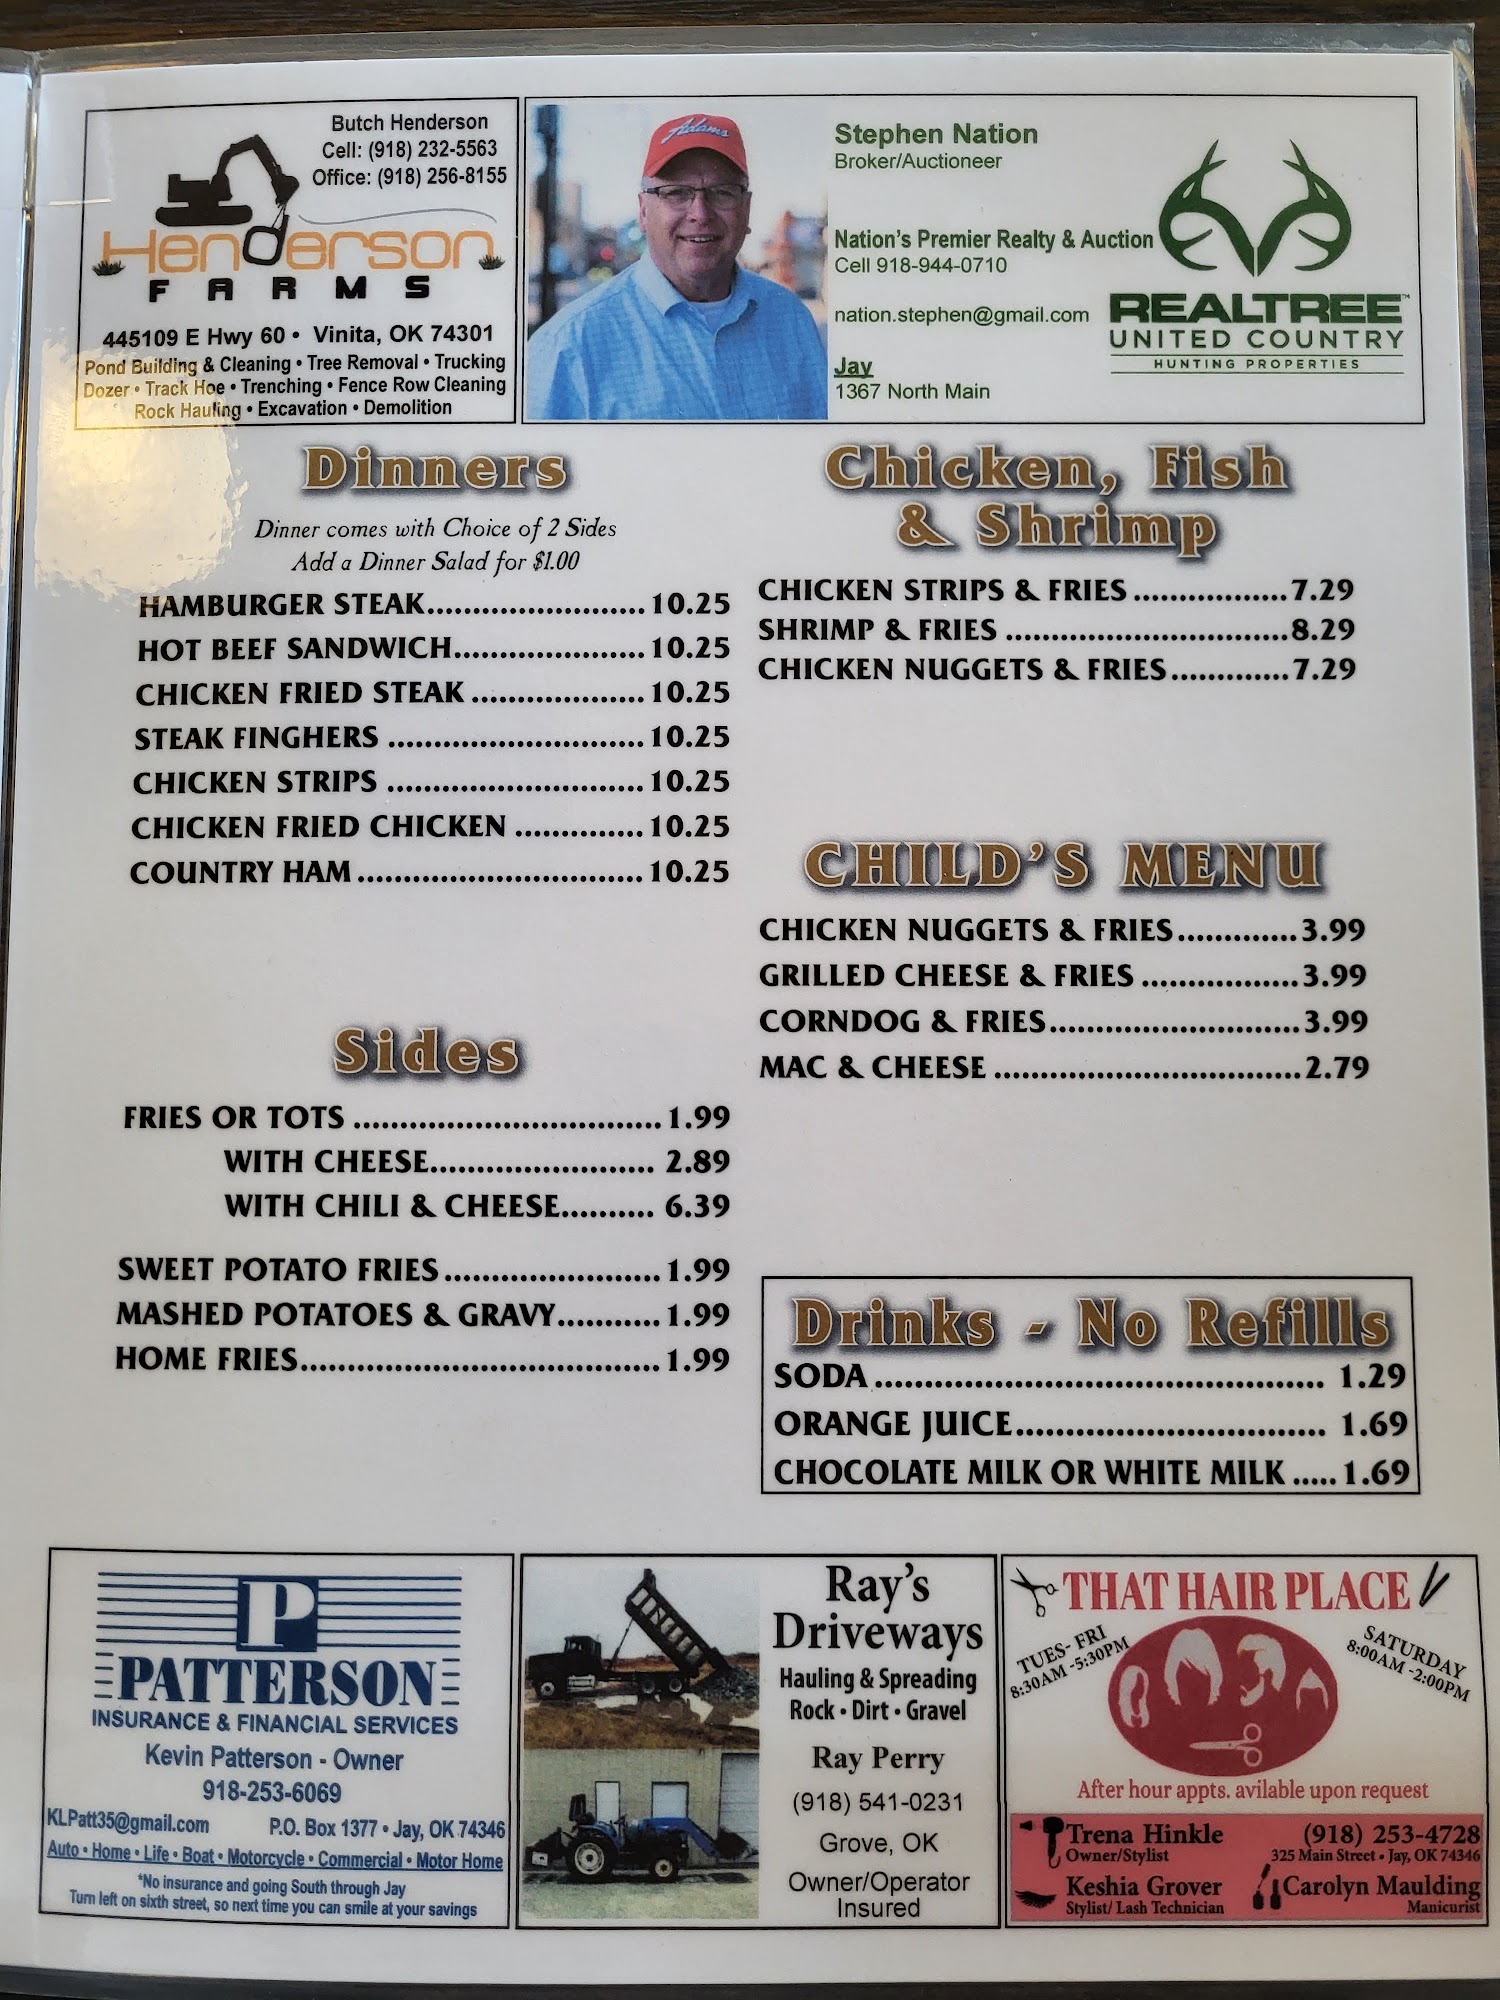 Butch Henderson
Cell: (918) 232-5563
Office: (918) 256-8155
Henderson
FARMS
445109 E Hwy 60 • Vinita, OK 74301
Pond Building & Cleaning • Tree Removal • Trucking
Dozer • Track Hoe • Trenching • Fence Row Cleaning
Rock Hauling • Excavation • Demolition
Adams
Stephen Nation
Broker/Auctioneer
Nation's Premier Realty & Auction
Cell 918-944-0710
nation.stephen@gmail.com
Jay
1367 North Main
REALTREE™
UNITED COUNTRY
HUNTING PROPERTIES
Dinners
Dinner comes with Choice of 2 Sides
Add a Dinner Salad for $1.00
HAMBURGER STEAK........................ 10.25
HOT BEEF SANDWICH..................... 10.25
CHICKEN FRIED STEAK ................... 10.25
STEAK FINGHERS ............................ 10.25
CHICKEN STRIPS ............................ 10.25
CHICKEN FRIED CHICKEN .............. 10.25
COUNTRY HAM ............................... 10.25
Sides
FRIES OR TOTS .................................. 1.99
WITH CHEESE......................... 2.89
WITH CHILI & CHEESE.......... 6.39
SWEET POTATO FRIES........................ 1.99
MASHED POTATOES & GRAVY........... 1.99
HOME FRIES....................................... 1.99
Chicken, Fish
& Shrimp
CHICKEN STRIPS & FRIES .................7.29
SHRIMP & FRIES ...............................8.29
CHICKEN NUGGETS & FRIES.............7.29
CHILD'S MENU
CHICKEN NUGGETS & FRIES.............3.99
GRILLED CHEESE & FRIES .................3.99
CORNDOG & FRIES...........................3.99
MAC & CHEESE .................................2.79
Drinks - No Refills
SODA ................................................. 1.29
ORANGE JUICE.................................. 1.69
CHOCOLATE MILK OR WHITE MILK ..... 1.69
P
PATTERSON
INSURANCE & FINANCIAL SERVICES
Kevin Patterson - Owner
918-253-6069
KLPatt35@gmail.com P.O. Box 1377 • Jay, OK 74346
Auto • Home • Life • Boat • Motorcycle • Commercial • Motor Home
*No insurance and going South through Jay
Turn left on sixth street, so next time you can smile at your savings
Ray's
Driveways
Hauling & Spreading
Rock • Dirt • Gravel
Ray Perry
(918) 541-0231
Grove, OK
Owner/Operator
Insured
THAT HAIR PLACE
TUES- FRI
8:30AM -5:30PM
SATURDAY
8:00AM -2:00PM
After hour appts. avilable upon request
Trena Hinkle (918) 253-4728
Owner/Stylist 325 Main Street • Jay, OK 74346
Keshia Grover Carolyn Maulding
Stylist/ Lash Technician Manicurist